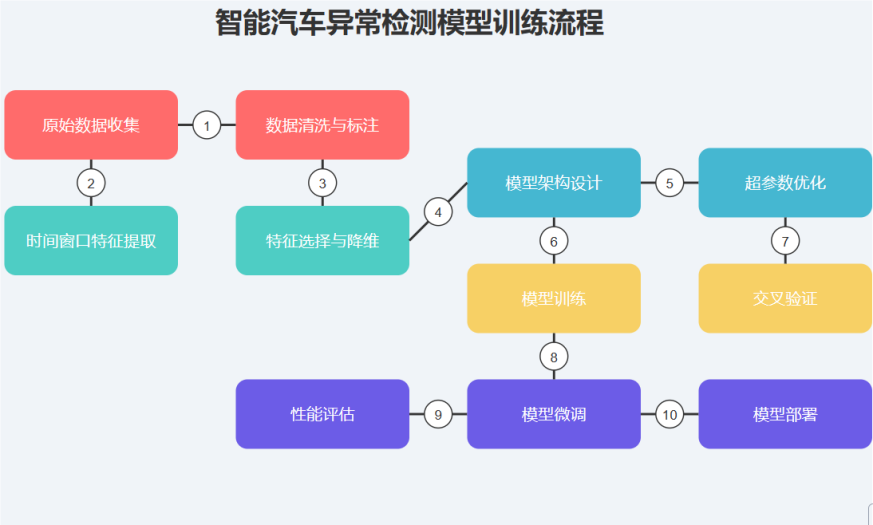 智能汽车异常检测模型训练流程
原始数据收集
1
数据清洗与标注
2
3
模型架构设计
5
超参数优化
4
时间窗口特征提取
特征选择与降维
6
7
模型训练
交叉验证
8
性能评估
9
模型微调
10
模型部署